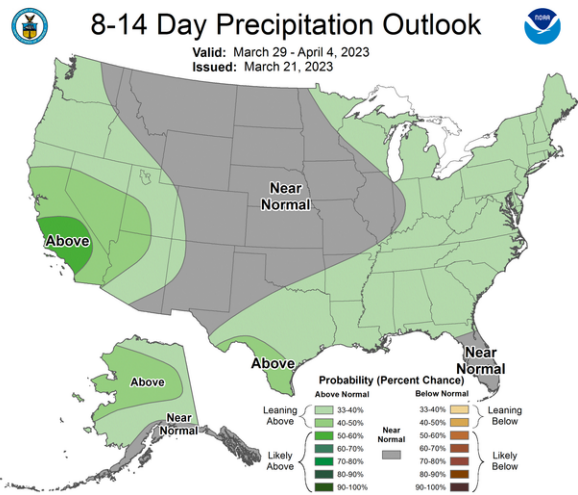 8-14 Day Precipitation Outlook
Valid: March 29 - April 4, 2023
Issued: March 21, 2023
NOAA
Near
Normal
Above
Above
Near
Normal
Above
Near
Normal
Probability (Percent Chance)
Above Normal
Below Normal
Leaning
Above
33-40%
40-50%
Likely
Above
50-60%
60-70%
70-80%
80-90%
90-100%
Near
Normal
33-40%
40-50%
Leaning
Below
50-60%
60-70%
70-80%
80-90%
90-100%
Likely
Below